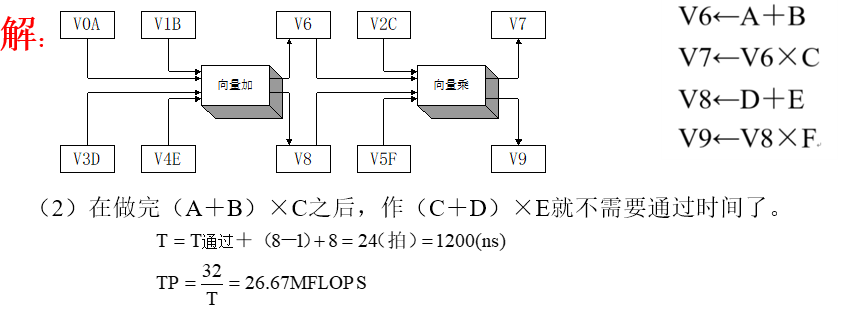 解：
V0A V1B V6 V2C V7
向量加 向量乘
V3D V4E V8 V5F V9
V6←A＋B
V7←V6×C
V8←D＋E
V9←V8×F
（2）在做完（A＋B）×C之后，作（C＋D）×E就不需要通过时间了。
T = T通过＋（8－1）+ 8 = 24（拍）= 1200(ns)
TP = 32/T = 26.67MFLOPS